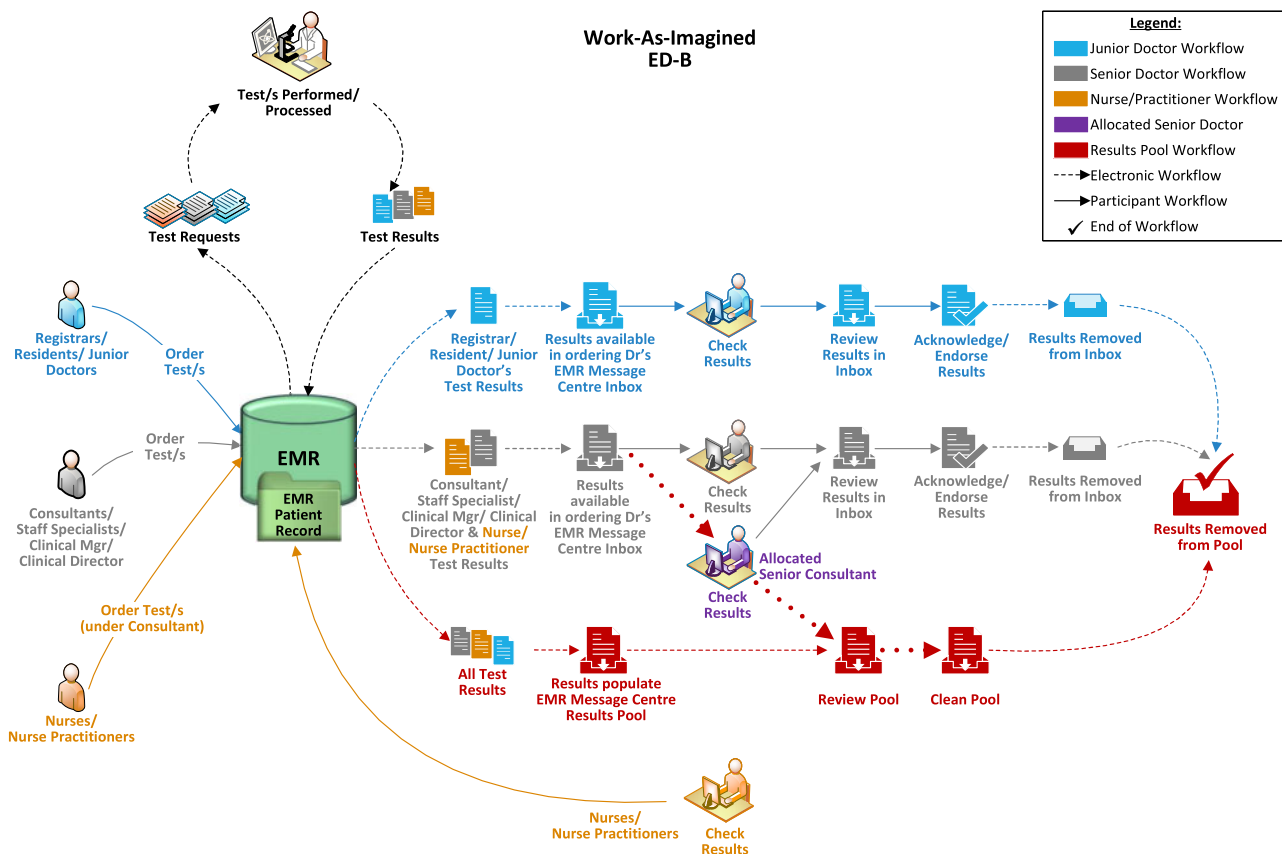 Work-As-Imagined
ED-B
Legend:
Junior Doctor Workflow
Senior Doctor Workflow
Nurse/Practitioner Workflow
Allocated Senior Doctor
Results Pool Workflow
Electronic Workflow
Participant Workflow
End of Workflow
Test/s Performed/
Processed
Test Requests
Test Results
Registrars/
Residents/ Junior
Doctors
Order
Test/s
Registrar/
Resident/ Junior
Doctor's
Test Results
Results available
in ordering Dr's
EMR Message
Centre Inbox
Check
Results
Review
Results in
Inbox
Acknowledge/
Endorse
Results
Results Removed
from Inbox
Consultants/
Staff Specialists/
Clinical Mgr/
Clinical Director
Order
Test/s
EMR
EMR
Patient
Record
Consultant/
Staff Specialist/
Clinical Mgr/ Clinical
Director & Nurse/
Nurse Practitioner
Test Results
Results
available
in ordering Dr's
EMR Message
Centre Inbox
Check
Results
Review
Results in
Inbox
Acknowledge/
Endorse
Results
Results Removed
from Inbox
Results Removed
from Pool
Allocated
Senior Consultant
Check
Results
Order Test/s
(under Consultant)
Nurses/
Nurse Practitioners
All Test
Results
Results populate
EMR Message Centre
Results Pool
Review Pool
Clean Pool
Nurses/
Nurse Practitioners
Check
Results